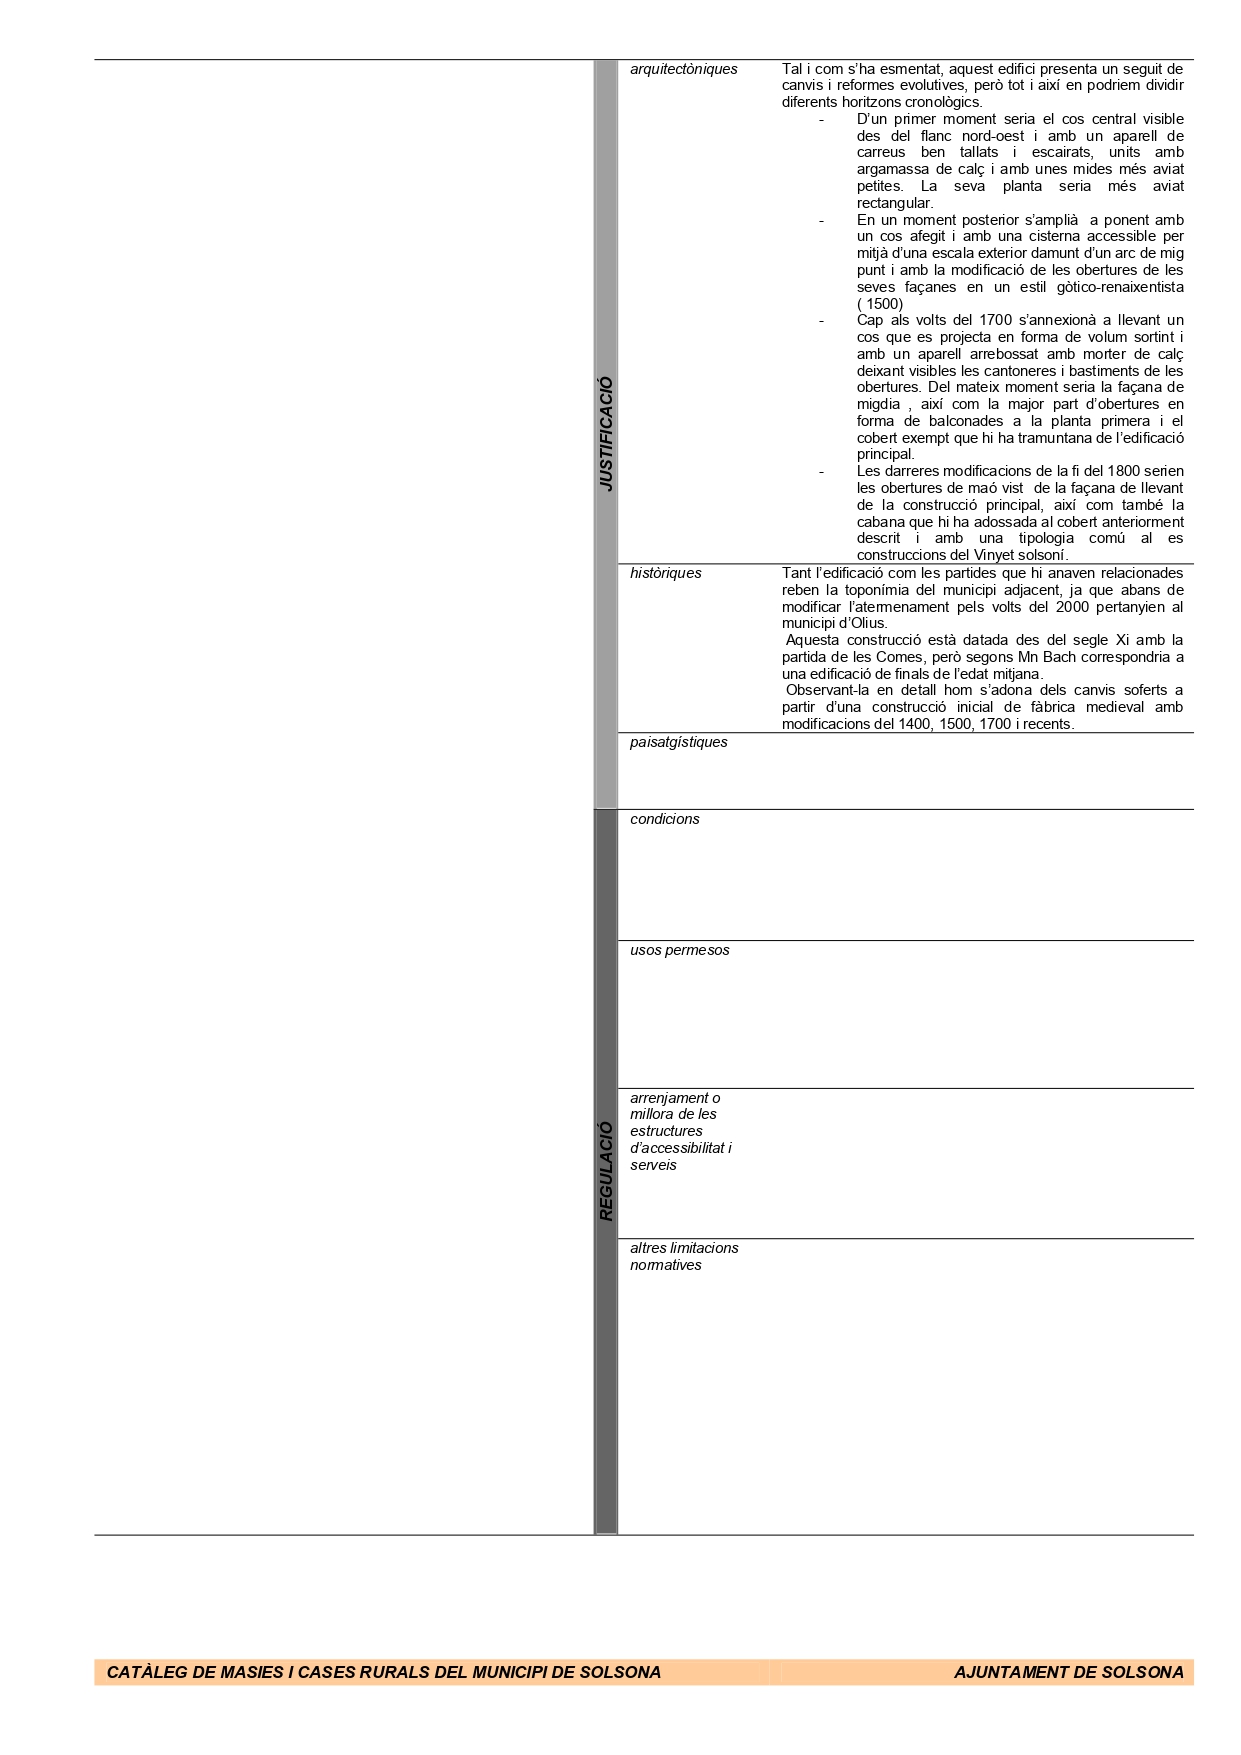 arquitectòniques
Tal i com s’ha esmentat, aquest edifici presenta un seguit de
canvis i reformes evolutives, però tot i així en podriem dividir
diferents horitzons cronològics.
- D’un primer moment seria el cos central visible
des del flanc nord-oest i amb un aparell de
carreus ben tallats i escairats, units amb
argamassa de calç i amb unes mides més aviat
petites. La seva planta seria més aviat
rectangular.
- En un moment posterior s’amplià  a ponent amb
un cos afegit i amb una cisterna accessible per
mitjà d’una escala exterior damunt d’un arc de mig
punt i amb la modificació de les obertures de les
seves façanes en un estil gòtico-renaixentista
( 1500)
- Cap als volts del 1700 s’annexionà a llevant un
cos que es projecta en forma de volum sortint i
amb un aparell arrebossat amb morter de calç
deixant visibles les cantoneres i bastiments de les
obertures. Del mateix moment seria la façana de
migdia , així com la major part d’obertures en
forma de balconades a la planta primera i el
cobert exempt que hi ha tramuntana de l’edificació
principal.
- Les darreres modificacions de la fi del 1800 serien
les obertures de maó vist  de la façana de llevant
de la construcció principal, així com també la
cabana que hi ha adossada al cobert anteriorment
descrit i amb una tipologia comú al es
construccions del Vinyet solsoní.
JUSTIFICACIÓ
històriques
Tant l’edificació com les partides que hi anaven relacionades
reben la toponímia del municipi adjacent, ja que abans de
modificar l’atermenament pels volts del 2000 pertanyien al
municipi d’Olius.
Aquesta construcció està datada des del segle Xi amb la
partida de les Comes, però segons Mn Bach correspondria a
una edificació de finals de l’edat mitjana.
Observant-la en detall hom s’adona dels canvis soferts a
partir d’una construcció inicial de fàbrica medieval amb
modificacions del 1400, 1500, 1700 i recents.
paisatgístiques
condicions
usos permesos
REGULACIÓ
arrenjament o
millora de les
estructures
d’accessibilitat i
serveis
altres limitacions
normatives
CATÀLEG DE MASIES I CASES RURALS DEL MUNICIPI DE SOLSONA
AJUNTAMENT DE SOLSONA